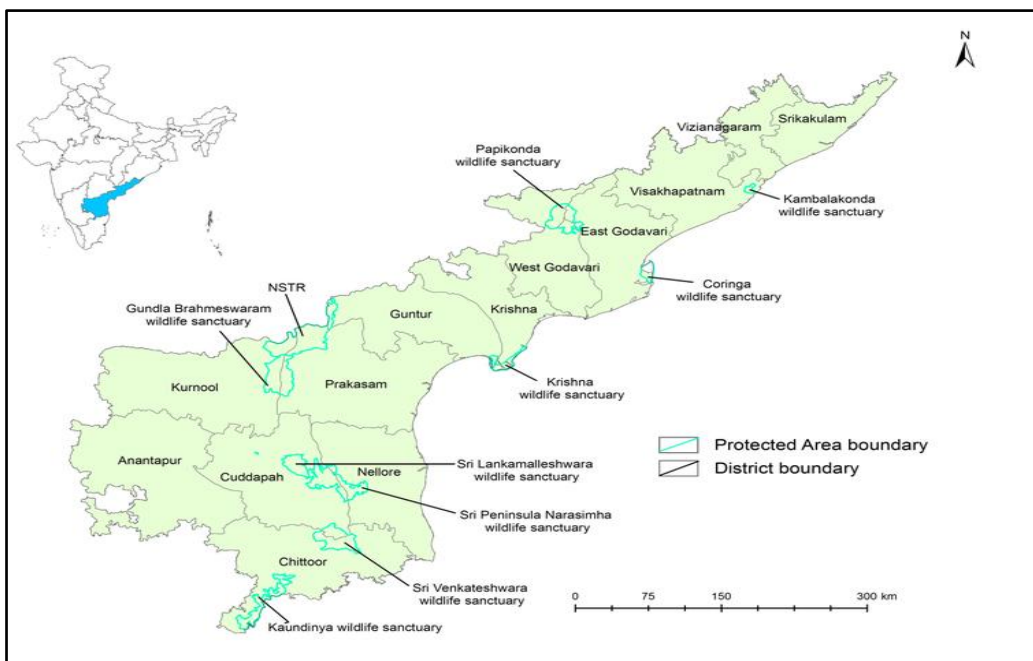 N
Srikakulam
Vizianagaram
Papikonda
wildlife sanctuary
Visakhapatnam
Kambalakonda
wildlife sanctuary
East Godavari
West Godavari
Coringa
wildlife sanctuary
NSTR
Gundla Brahmeswaram
wildlife sanctuary
Guntur
Krishna
Kurnool
Prakasam
Krishna
wildlife sanctuary
Protected Area boundary
District boundary
Anantapur
Cuddapah
Nellore
Sri Lankamalleshwara
wildlife sanctuary
Sri Peninsula Narasimha
wildlife sanctuary
Chittoor
Sri Venkateshwara
wildlife sanctuary
Kaundinya wildlife sanctuary
0 75 150 300 km